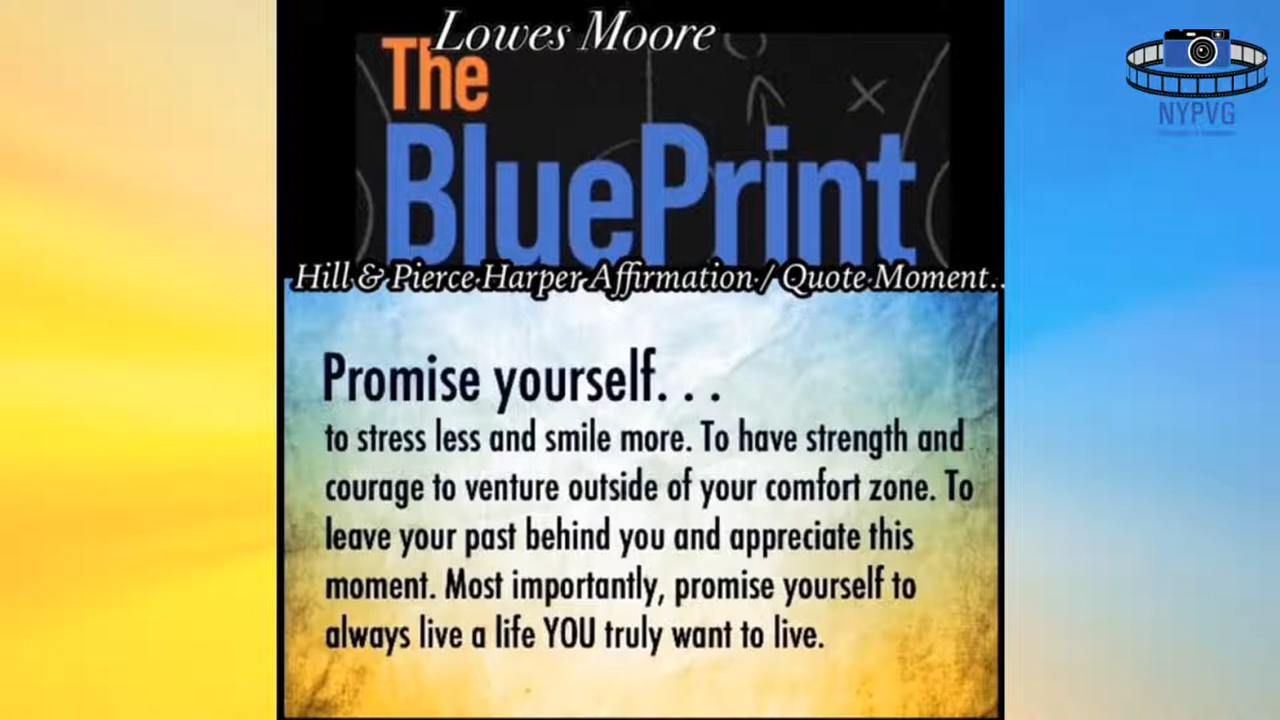 Lowes Moore
The
BluePrint
Hill & Pierce Harper Affirmation / Quote Moment...
Promise yourself. . .
to stress less and smile more. To have strength and
courage to venture outside of your comfort zone. To
leave your past behind you and appreciate this
moment. Most importantly, promise yourself to
always live a life YOU truly want to live.
NYPVG